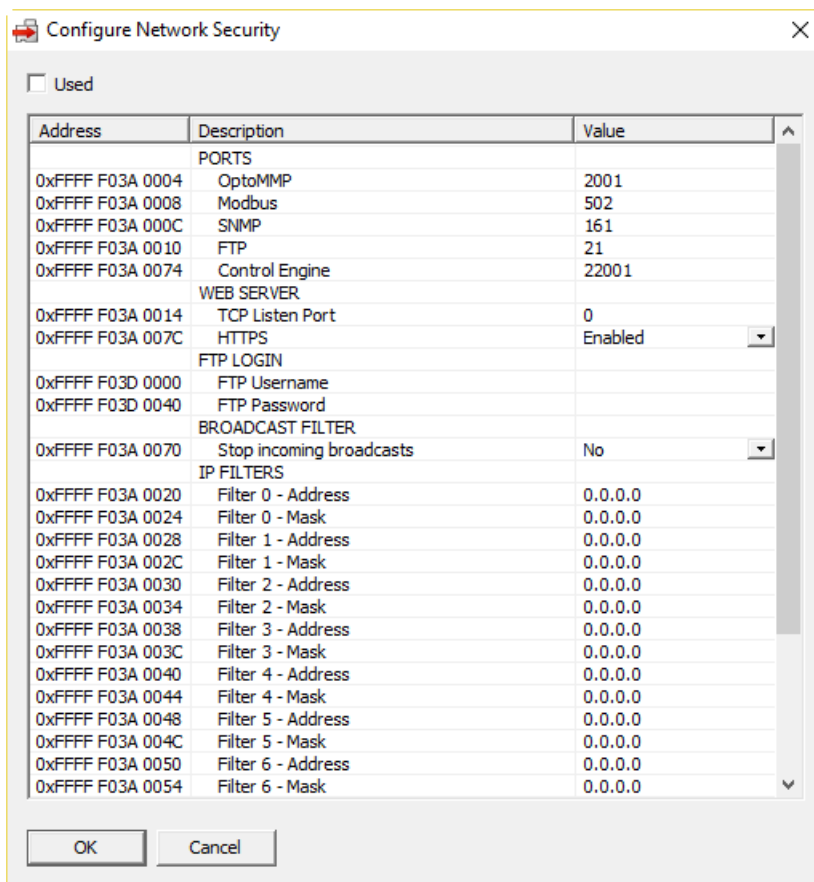 Configure Network Security
Used
Address Description Value
PORTS
0xFFFF F03A 0004 OptoMMP 2001
0xFFFF F03A 0008 Modbus 502
0xFFFF F03A 000C SNMP 161
0xFFFF F03A 0010 FTP 21
0xFFFF F03A 0074 Control Engine 22001
WEB SERVER
0xFFFF F03A 0014 TCP Listen Port 0
0xFFFF F03A 007C HTTPS Enabled
FTP LOGIN
0xFFFF F03D 0000 FTP Username
0xFFFF F03D 0040 FTP Password
BROADCAST FILTER
0xFFFF F03A 0070 Stop incoming broadcasts No
IP FILTERS
0xFFFF F03A 0020 Filter 0 - Address 0.0.0.0
0xFFFF F03A 0024 Filter 0 - Mask 0.0.0.0
0xFFFF F03A 0028 Filter 1 - Address 0.0.0.0
0xFFFF F03A 002C Filter 1 - Mask 0.0.0.0
0xFFFF F03A 0030 Filter 2 - Address 0.0.0.0
0xFFFF F03A 0034 Filter 2 - Mask 0.0.0.0
0xFFFF F03A 0038 Filter 3 - Address 0.0.0.0
0xFFFF F03A 003C Filter 3 - Mask 0.0.0.0
0xFFFF F03A 0040 Filter 4 - Address 0.0.0.0
0xFFFF F03A 0044 Filter 4 - Mask 0.0.0.0
0xFFFF F03A 0048 Filter 5 - Address 0.0.0.0
0xFFFF F03A 004C Filter 5 - Mask 0.0.0.0
0xFFFF F03A 0050 Filter 6 - Address 0.0.0.0
0xFFFF F03A 0054 Filter 6 - Mask 0.0.0.0
OK Cancel